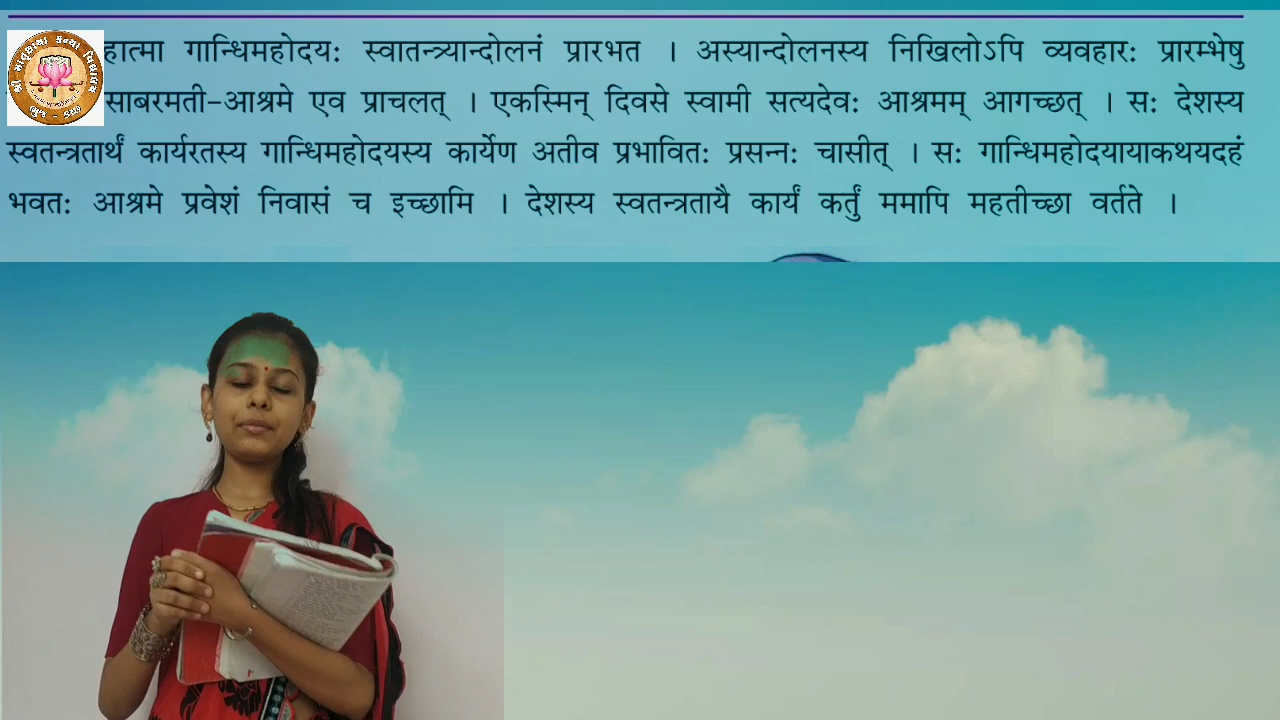 हात्मा गान्धिमहोदयः स्वातन्त्र्यान्दोलनं प्रारभत । अस्यान्दोलनस्य निखिलोऽपि व्यवहारः प्रारम्भेषु
साबरमती-आश्रमे एव प्राचलत् । एकस्मिन् दिवसे स्वामी सत्यदेवः आश्रमम् आगच्छत् । सः देशस्य
स्वतन्त्रतार्थं कार्यरतस्य गान्धिमहोदयस्य कार्येण अतीव प्रभावितः प्रसन्नः चासीत् । सः गान्धिमहोदयायाकथयदहं
भवतः आश्रमे प्रवेशं निवासं च इच्छामि । देशस्य स्वतन्त्रतायै कार्यं कर्तुं ममापि महतीच्छा वर्तते ।